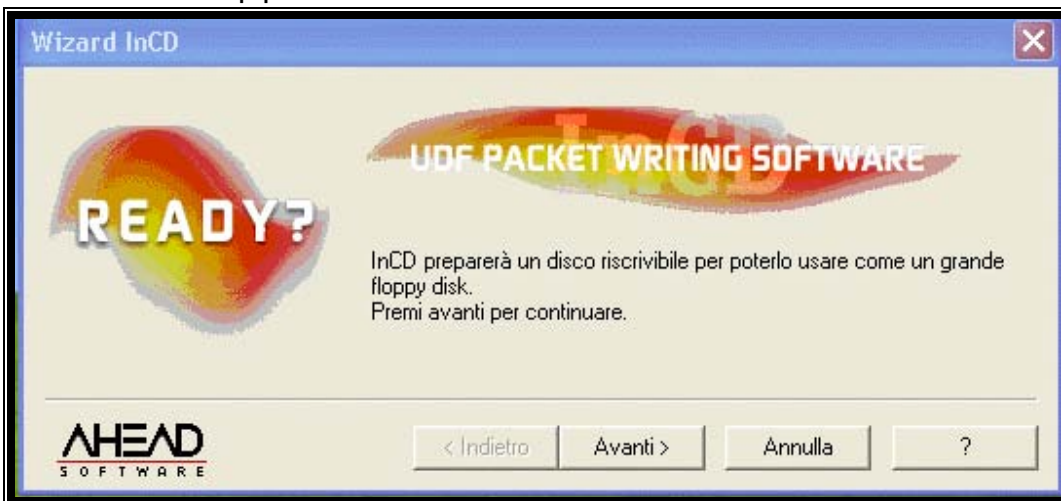 Wizard InCD
READY?
InCD
UDF PACKET WRITING SOFTWARE
InCD preparerà un disco riscrivibile per poterlo usare come un grande
floppy disk.
Premi avanti per continuare.
AHEAD
SOFTWARE
< Indietro
Avanti >
Annulla
?